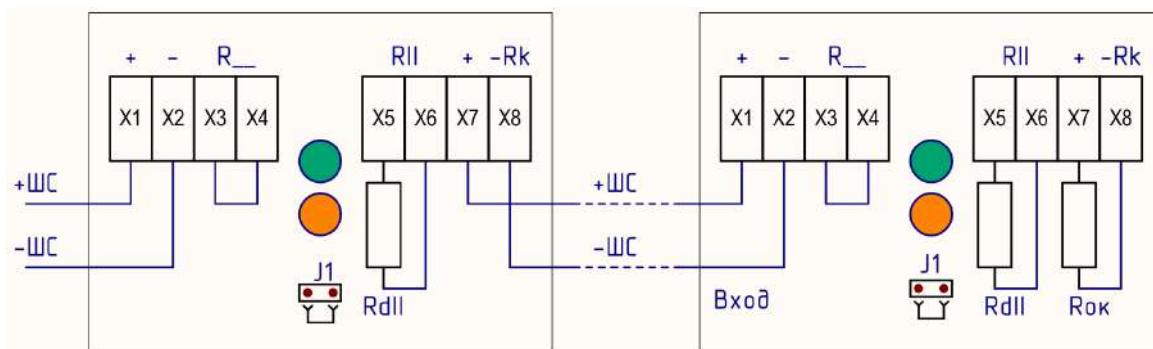 + - R__ RII + -Rk + - R__ RII + -Rk
X1 X2 X3 X4 X5 X6 X7 X8 X1 X2 X3 X4 X5 X6 X7 X8
+ШС +ШС
-ШС -ШС
J1 J1
RdII Вход RdII Rок